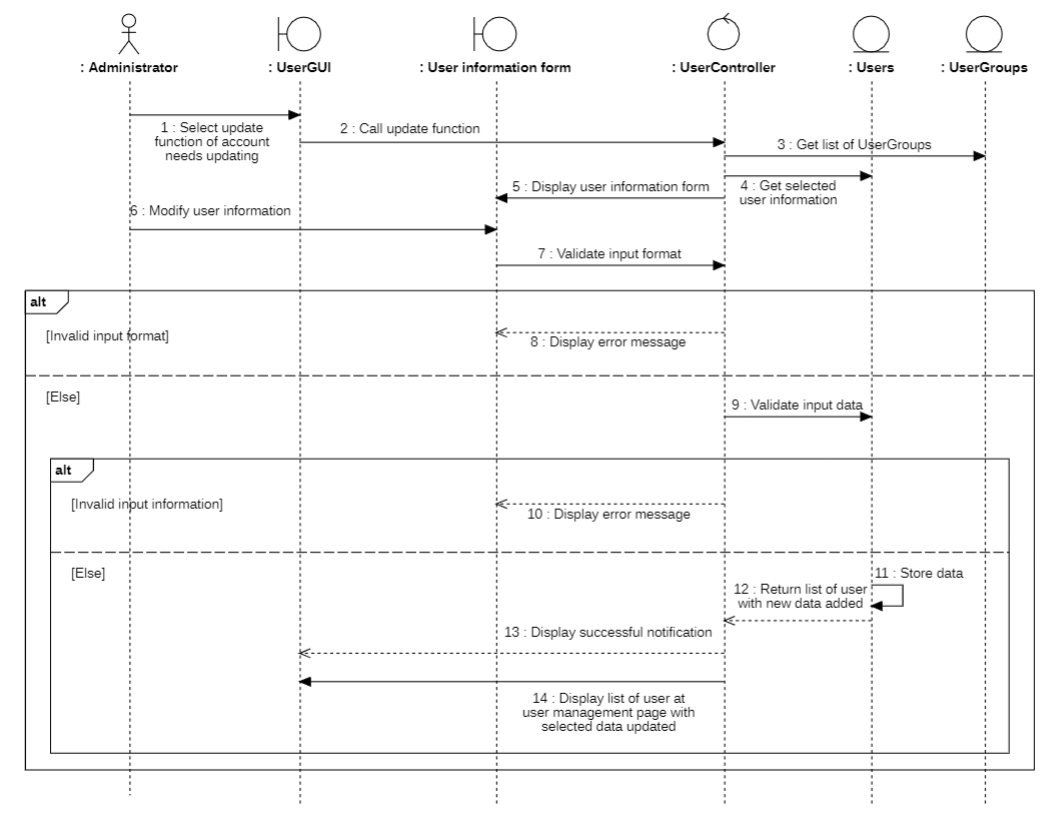 : Administrator
: UserGUI
: User information form
: UserController
: Users
: UserGroups
1 : Select update
function of account
needs updating
2 : Call update function
3 : Get list of UserGroups
4 : Get selected
user information
5 : Display user information form
6 : Modify user information
7 : Validate input format
alt
[Invalid input format]
8 : Display error message
[Else]
9 : Validate input data
alt
[Invalid input information]
10 : Display error message
[Else]
11 : Store data
12 : Return list of user
with new data added
13 : Display successful notification
14 : Display list of user at
user management page with
selected data updated